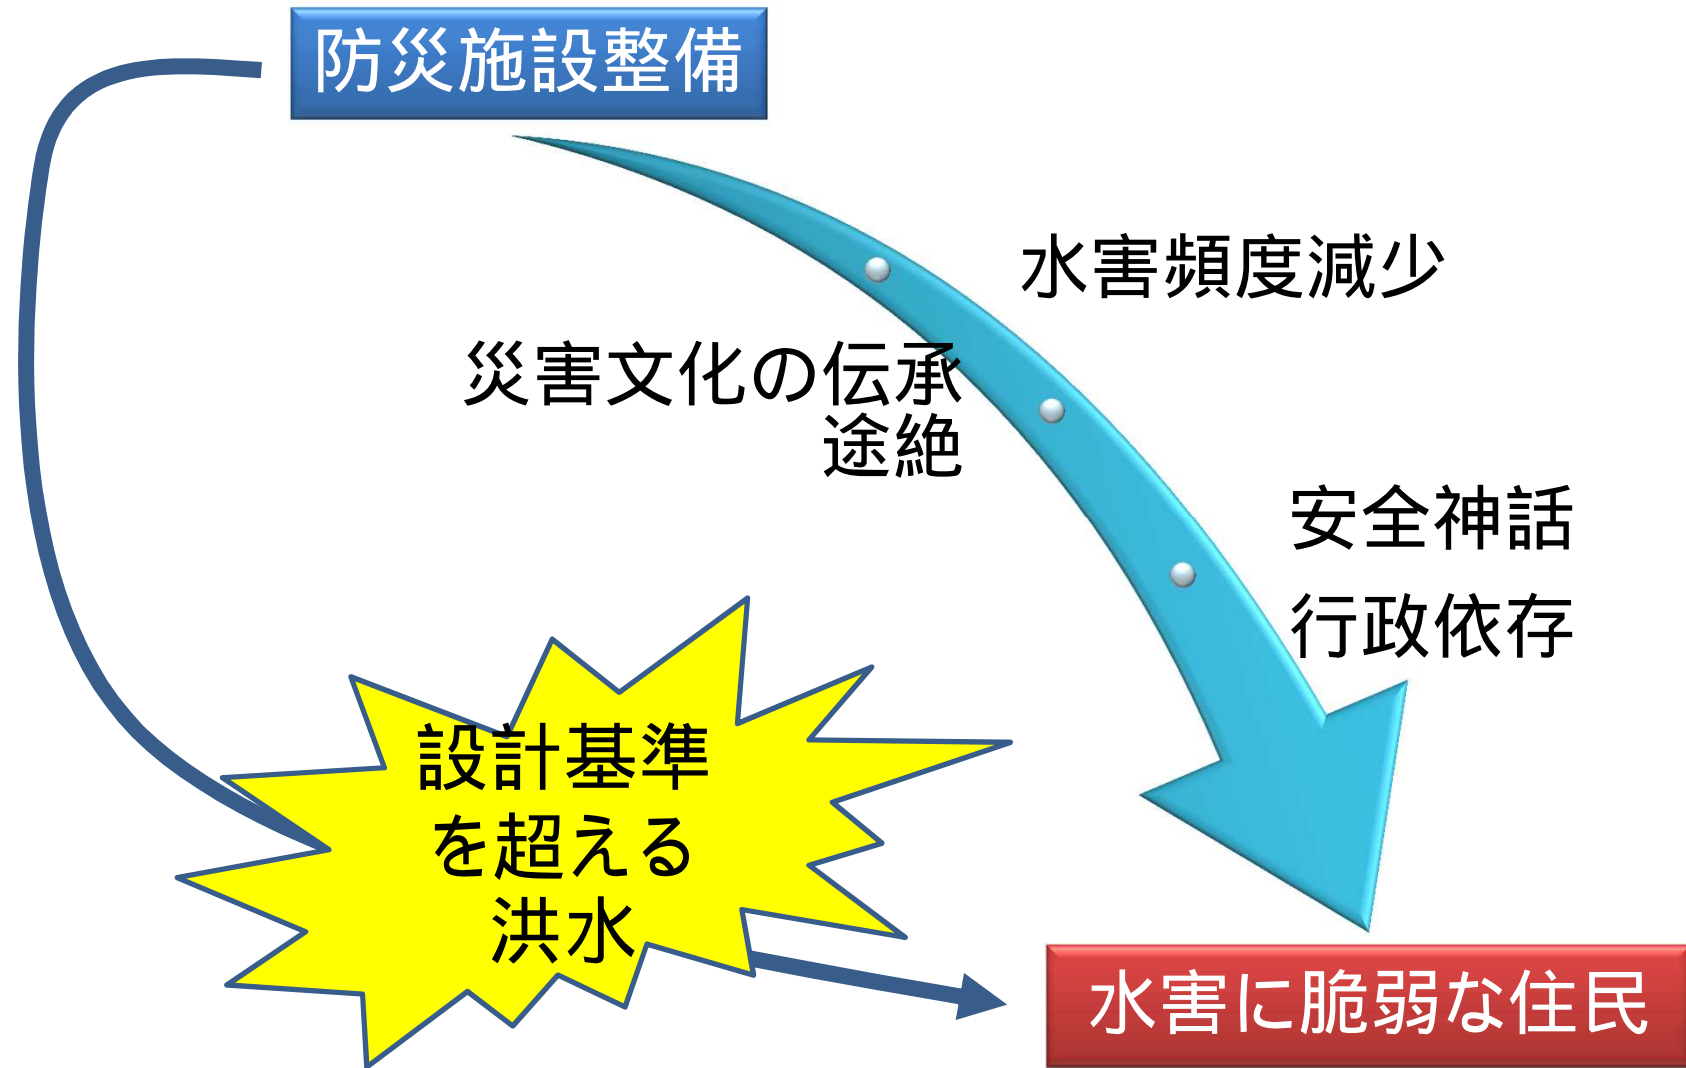 防災施設整備
水害頻度減少
災害文化の伝承
途絶
安全神話
行政依存
設計基準
を超える
洪水
水害に脆弱な住民